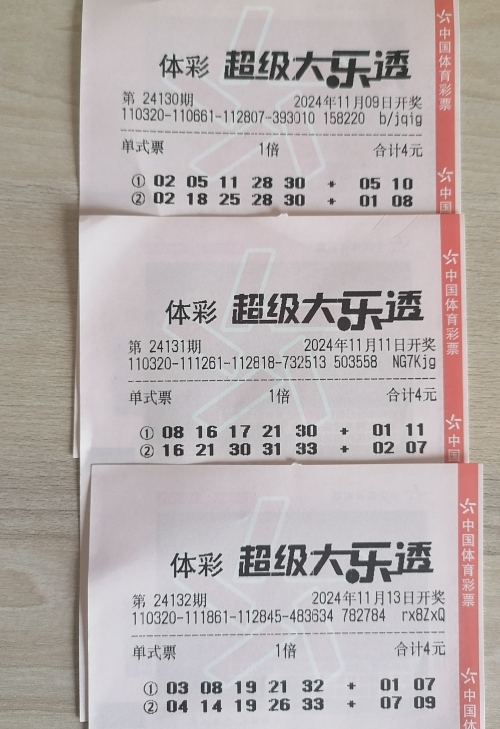 体彩 超级大乐透
第 24130期 2024年11月09日开奖
110320-110661-112807-393010 158220 b/jqig
单式票 1倍 合计4元
① 02 05 11 28 30 + 05 10
② 02 18 25 28 30 + 01 08
中国体育彩票
中国
体彩 超级大乐透
第 24131期 2024年11月11日开奖
110320-111261-112818-732513 503558 NG7Kjg
单式票 1倍 合计4元
① 08 16 17 21 30 + 01 11
② 16 21 30 31 33 + 02 07
中国体育彩票
中国
体彩 超级大乐透
第 24132期 2024年11月13日开奖
110320-111861-112845-483634 782784 rx8ZxQ
单式票 1倍 合计4元
① 03 08 19 21 32 + 01 07
② 04 14 19 26 33 + 07 09
中国体育彩票
中国体